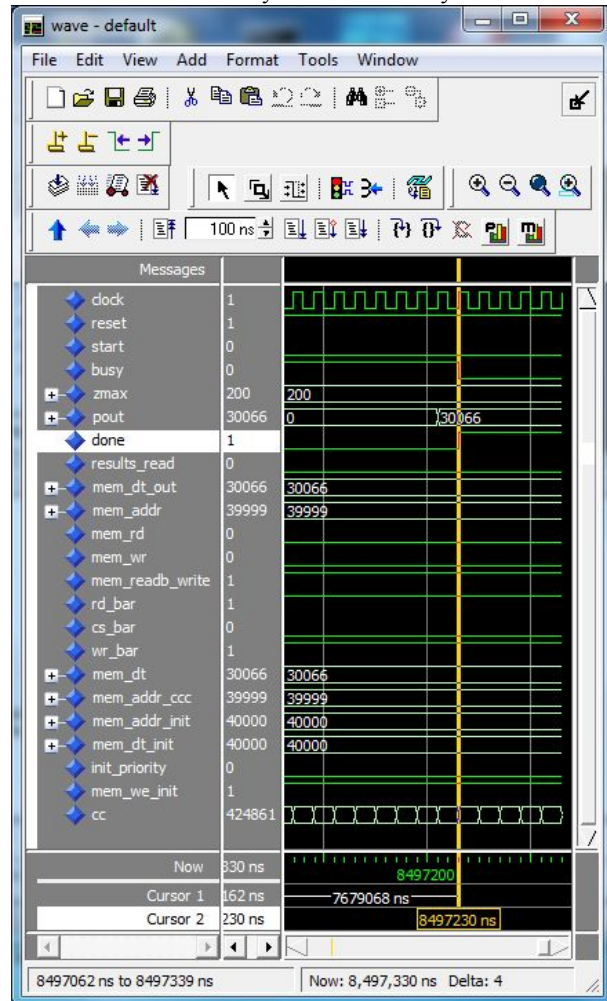 wave - default
File Edit View Add Format Tools Window
100 ns
Messages
clock 1
reset 1
start 0
busy 0
zmax 200 200
pout 30066 0 30066
done 1
results_read 0
mem_dt_out 30066 30066
mem_addr 39999 39999
mem_rd 0
mem_wr 0
mem_readb_write 1
rd_bar 1
cs_bar 0
wr_bar 1
mem_dt 30066 30066
mem_addr_ccc 39999 39999
mem_addr_init 40000 40000
mem_dt_init 40000 40000
init_priority 0
mem_we_init 1
cc 424861
Now 330 ns 8497200
Cursor 1 162 ns 7679068 ns
Cursor 2 230 ns 8497230 ns
8497062 ns to 8497339 ns Now: 8,497,330 ns Delta: 4